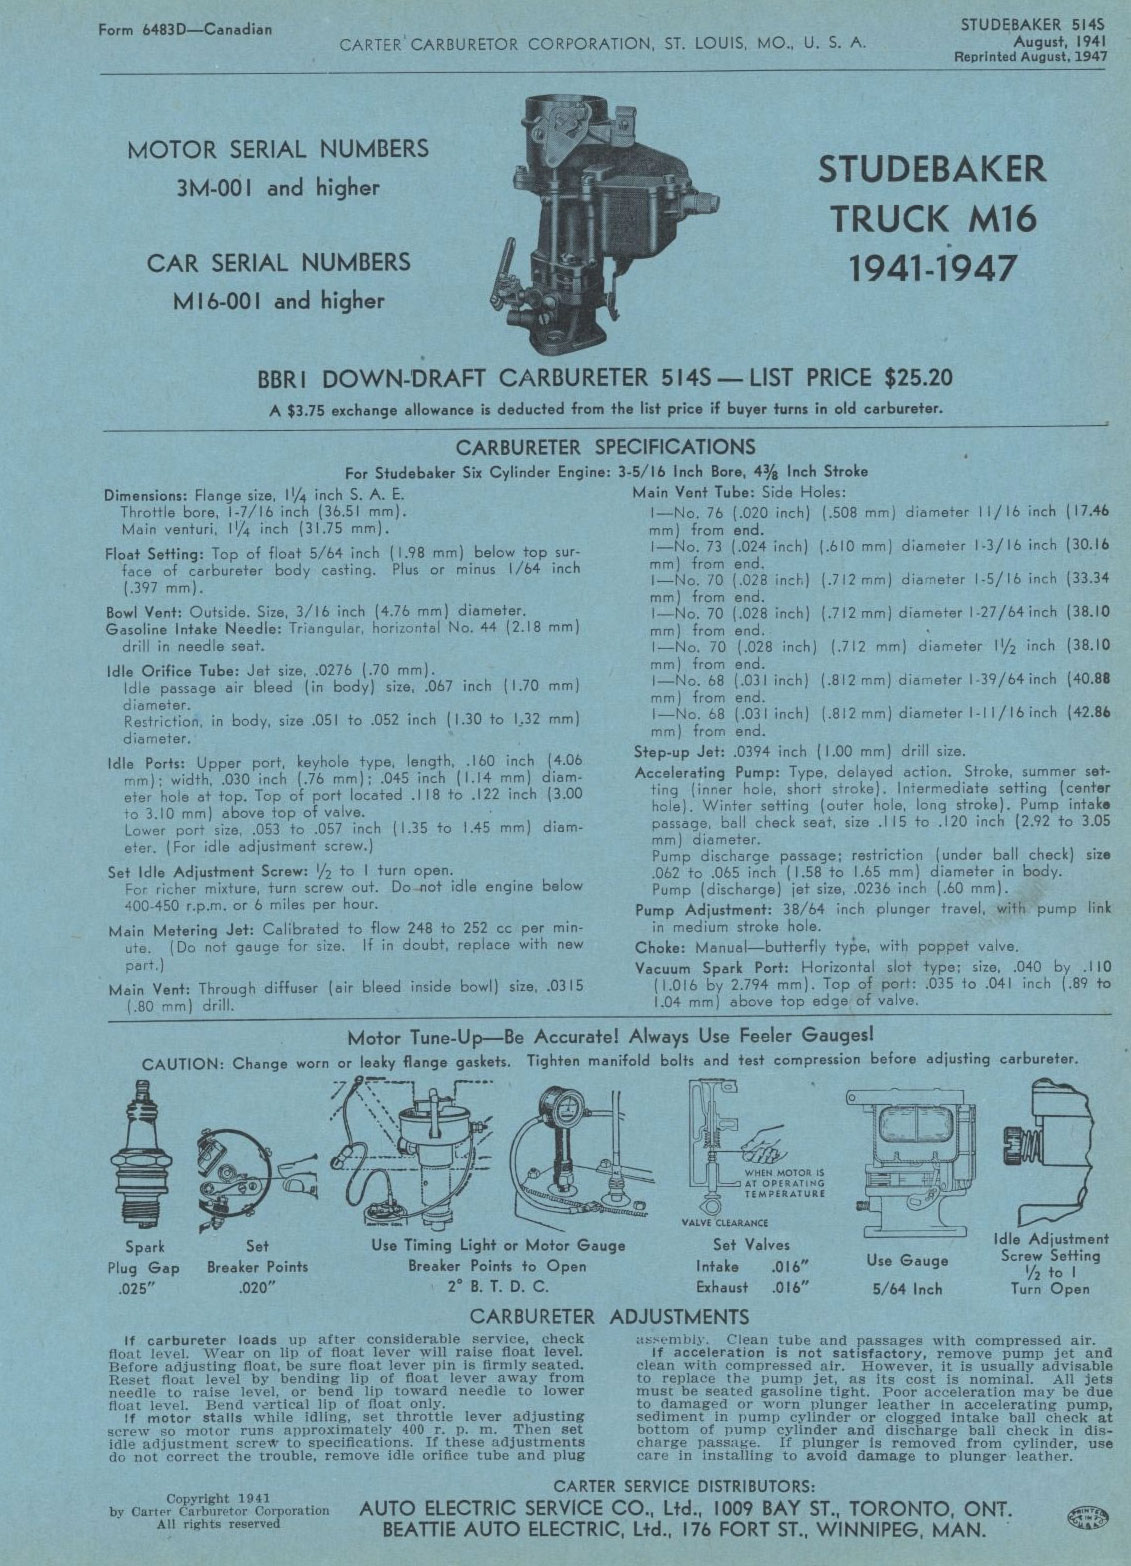 Form 6483D—Canadian
CARTER CARBURETOR CORPORATION, ST. LOUIS, MO., U. S. A.
STUDEBAKER 514S
August, 1941
Reprinted August, 1947
MOTOR SERIAL NUMBERS
3M-001 and higher
CAR SERIAL NUMBERS
M16-001 and higher
STUDEBAKER
TRUCK M16
1941-1947
BBR1 DOWN-DRAFT CARBURETER 514S — LIST PRICE $25.20
A $3.75 exchange allowance is deducted from the list price if buyer turns in old carbureter.
CARBURETER SPECIFICATIONS
For Studebaker Six Cylinder Engine: 3-5/16 Inch Bore, 4⅜ Inch Stroke
Dimensions: Flange size, 1¼ inch S. A. E.
Throttle bore, 1-7/16 inch (36.51 mm).
Main venturi, 1¼ inch (31.75 mm).
Float Setting: Top of float 5/64 inch (1.98 mm) below top sur-
face of carbureter body casting. Plus or minus 1/64 inch
(.397 mm).
Bowl Vent: Outside. Size, 3/16 inch (4.76 mm) diameter.
Gasoline Intake Needle: Triangular, horizontal No. 44 (2.18 mm)
drill in needle seat.
Idle Orifice Tube: Jet size, .0276 (.70 mm).
Idle passage air bleed (in body) size, .067 inch (1.70 mm)
diameter.
Restriction, in body, size .051 to .052 inch (1.30 to 1.32 mm)
diameter.
Idle Ports: Upper port, keyhole type, length, .160 inch (4.06
mm); width, .030 inch (.76 mm); .045 inch (1.14 mm) diam-
eter hole at top. Top of port located .118 to .122 inch (3.00
to 3.10 mm) above top of valve.
Lower port size, .053 to .057 inch (1.35 to 1.45 mm) diam-
eter. (For idle adjustment screw.)
Set Idle Adjustment Screw: ½ to 1 turn open.
For richer mixture, turn screw out. Do not idle engine below
400-450 r.p.m. or 6 miles per hour.
Main Metering Jet: Calibrated to flow 248 to 252 cc per min-
ute. (Do not gauge for size. If in doubt, replace with new
part.)
Main Vent: Through diffuser (air bleed inside bowl) size, .0315
(.80 mm) drill.
Main Vent Tube: Side Holes:
1—No. 76 (.020 inch) (.508 mm) diameter 11/16 inch (17.46
mm) from end.
1—No. 73 (.024 inch) (.610 mm) diameter 1-3/16 inch (30.16
mm) from end.
1—No. 70 (.028 inch) (.712 mm) diameter 1-5/16 inch (33.34
mm) from end.
1—No. 70 (.028 inch) (.712 mm) diameter 1-27/64 inch (38.10
mm) from end.
1—No. 70 (.028 inch) (.712 mm) diameter 1½ inch (38.10
mm) from end.
1—No. 68 (.031 inch) (.812 mm) diameter 1-39/64 inch (40.88
mm) from end.
1—No. 68 (.031 inch) (.812 mm) diameter 1-11/16 inch (42.86
mm) from end.
Step-up Jet: .0394 inch (1.00 mm) drill size.
Accelerating Pump: Type, delayed action. Stroke, summer set-
ting (inner hole, short stroke). Intermediate setting (center
hole). Winter setting (outer hole, long stroke). Pump intake
passage, ball check seat, size .115 to .120 inch (2.92 to 3.05
mm) diameter.
Pump discharge passage; restriction (under ball check) size
.062 to .065 inch (1.58 to 1.65 mm) diameter in body.
Pump (discharge) jet size, .0236 inch (.60 mm).
Pump Adjustment: 38/64 inch plunger travel, with pump link
in medium stroke hole.
Choke: Manual—butterfly type, with poppet valve.
Vacuum Spark Port: Horizontal slot type; size, .040 by .110
(1.016 by 2.794 mm). Top of port: .035 to .041 inch (.89 to
1.04 mm) above top edge of valve.
Motor Tune-Up—Be Accurate! Always Use Feeler Gauges!
CAUTION: Change worn or leaky flange gaskets. Tighten manifold bolts and test compression before adjusting carbureter.
WHEN MOTOR IS
AT OPERATING
TEMPERATURE
VALVE CLEARANCE
Spark
Plug Gap
.025"
Set
Breaker Points
.020"
Use Timing Light or Motor Gauge
Breaker Points to Open
2° B. T. D. C.
Set Valves
Intake .016"
Exhaust .016"
Use Gauge
5/64 Inch
Idle Adjustment
Screw Setting
½ to 1
Turn Open
CARBURETER ADJUSTMENTS
If carbureter loads up after considerable service, check
float level. Wear on lip of float lever will raise float level.
Before adjusting float, be sure float lever pin is firmly seated.
Reset float level by bending lip of float lever away from
needle to raise level, or bend lip toward needle to lower
float level. Bend vertical lip of float only.
If motor stalls while idling, set throttle lever adjusting
screw so motor runs approximately 400 r. p. m. Then set
idle adjustment screw to specifications. If these adjustments
do not correct the trouble, remove idle orifice tube and plug
assembly. Clean tube and passages with compressed air.
If acceleration is not satisfactory, remove pump jet and
clean with compressed air. However, it is usually advisable
to replace the pump jet, as its cost is nominal. All jets
must be seated gasoline tight. Poor acceleration may be due
to damaged or worn plunger leather in accelerating pump,
sediment in pump cylinder or clogged intake ball check at
bottom of pump cylinder and discharge ball check in dis-
charge passage. If plunger is removed from cylinder, use
care in installing to avoid damage to plunger leather.
Copyright 1941
by Carter Carburetor Corporation
All rights reserved
CARTER SERVICE DISTRIBUTORS:
AUTO ELECTRIC SERVICE CO., Ltd., 1009 BAY ST., TORONTO, ONT.
BEATTIE AUTO ELECTRIC, Ltd., 176 FORT ST., WINNIPEG, MAN.
PRINTED
IN
U.S.A.